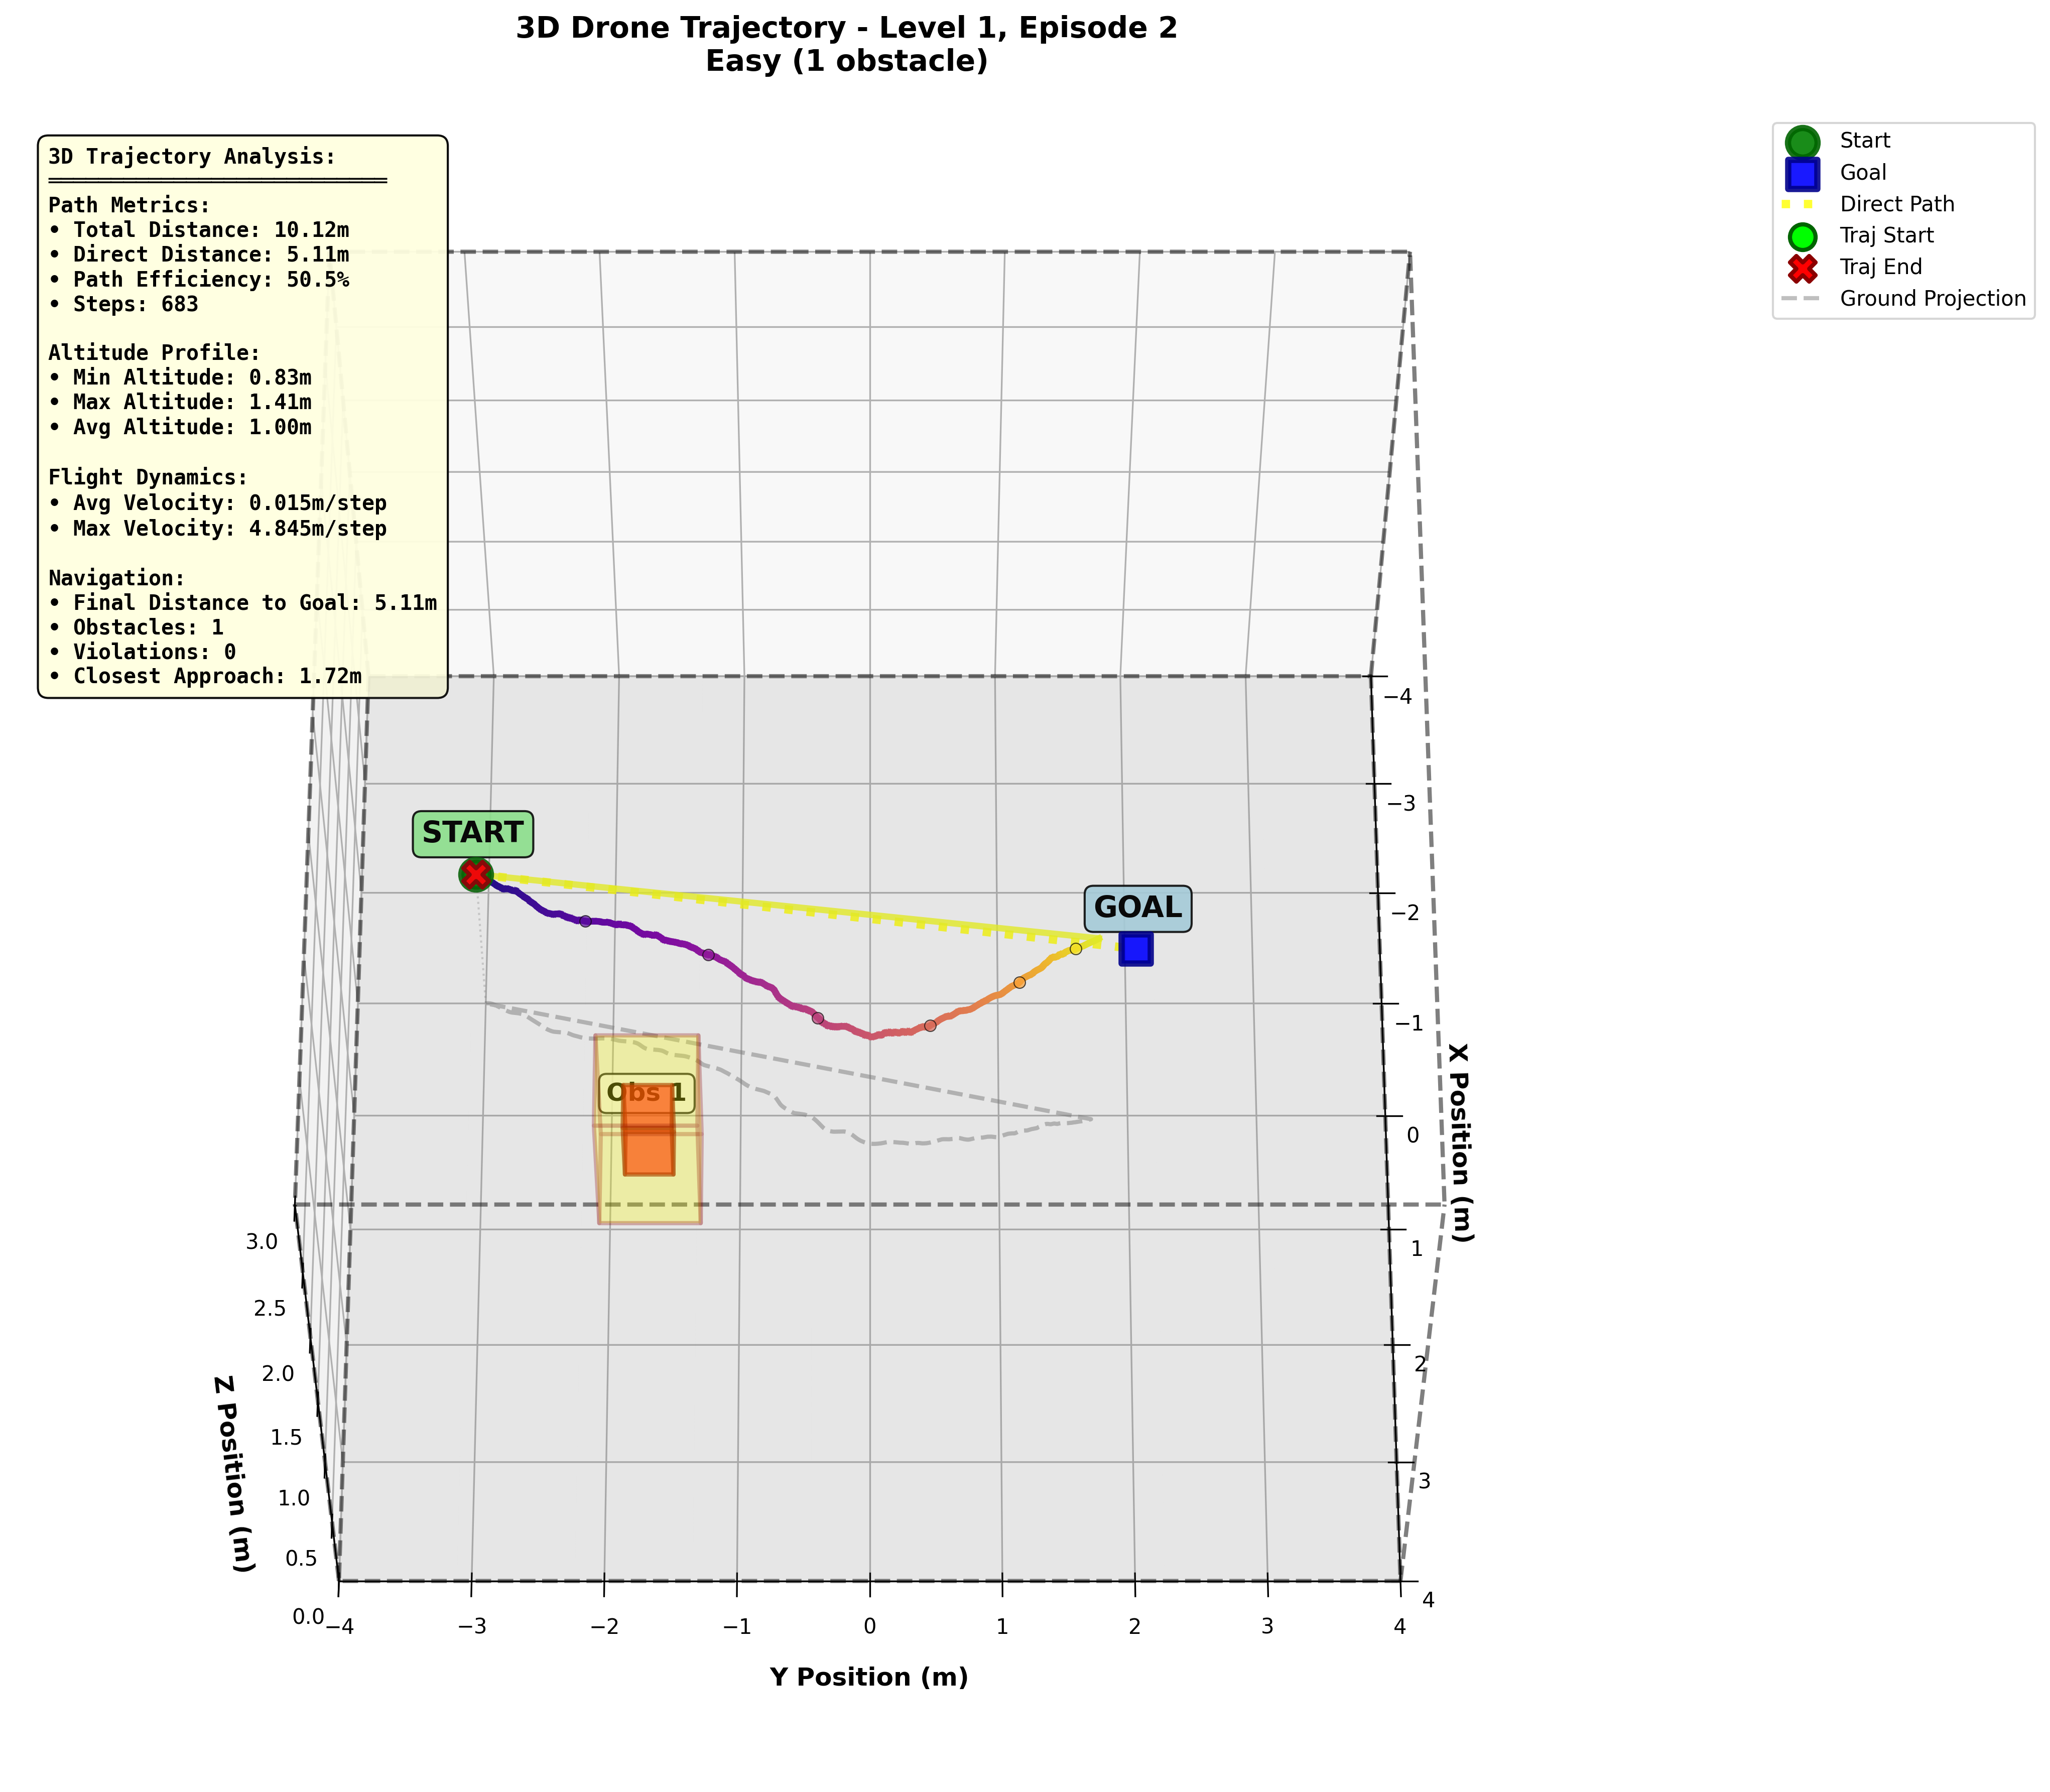 3D Drone Trajectory - Level 1, Episode 2
Easy (1 obstacle)
3D Trajectory Analysis:
Path Metrics:
• Total Distance: 10.12m
• Direct Distance: 5.11m
• Path Efficiency: 50.5%
• Steps: 683
Altitude Profile:
• Min Altitude: 0.83m
• Max Altitude: 1.41m
• Avg Altitude: 1.00m
Flight Dynamics:
• Avg Velocity: 0.015m/step
• Max Velocity: 4.845m/step
Navigation:
• Final Distance to Goal: 5.11m
• Obstacles: 1
• Violations: 0
• Closest Approach: 1.72m
Start
Goal
Direct Path
Traj Start
Traj End
Ground Projection
START
GOAL
Obs 1
−4
−3
−2
−1
0
1
2
3
4
X Position (m)
3.0
2.5
2.0
1.5
1.0
0.5
0.0
Z Position (m)
−4
−3
−2
−1
0
1
2
3
4
Y Position (m)